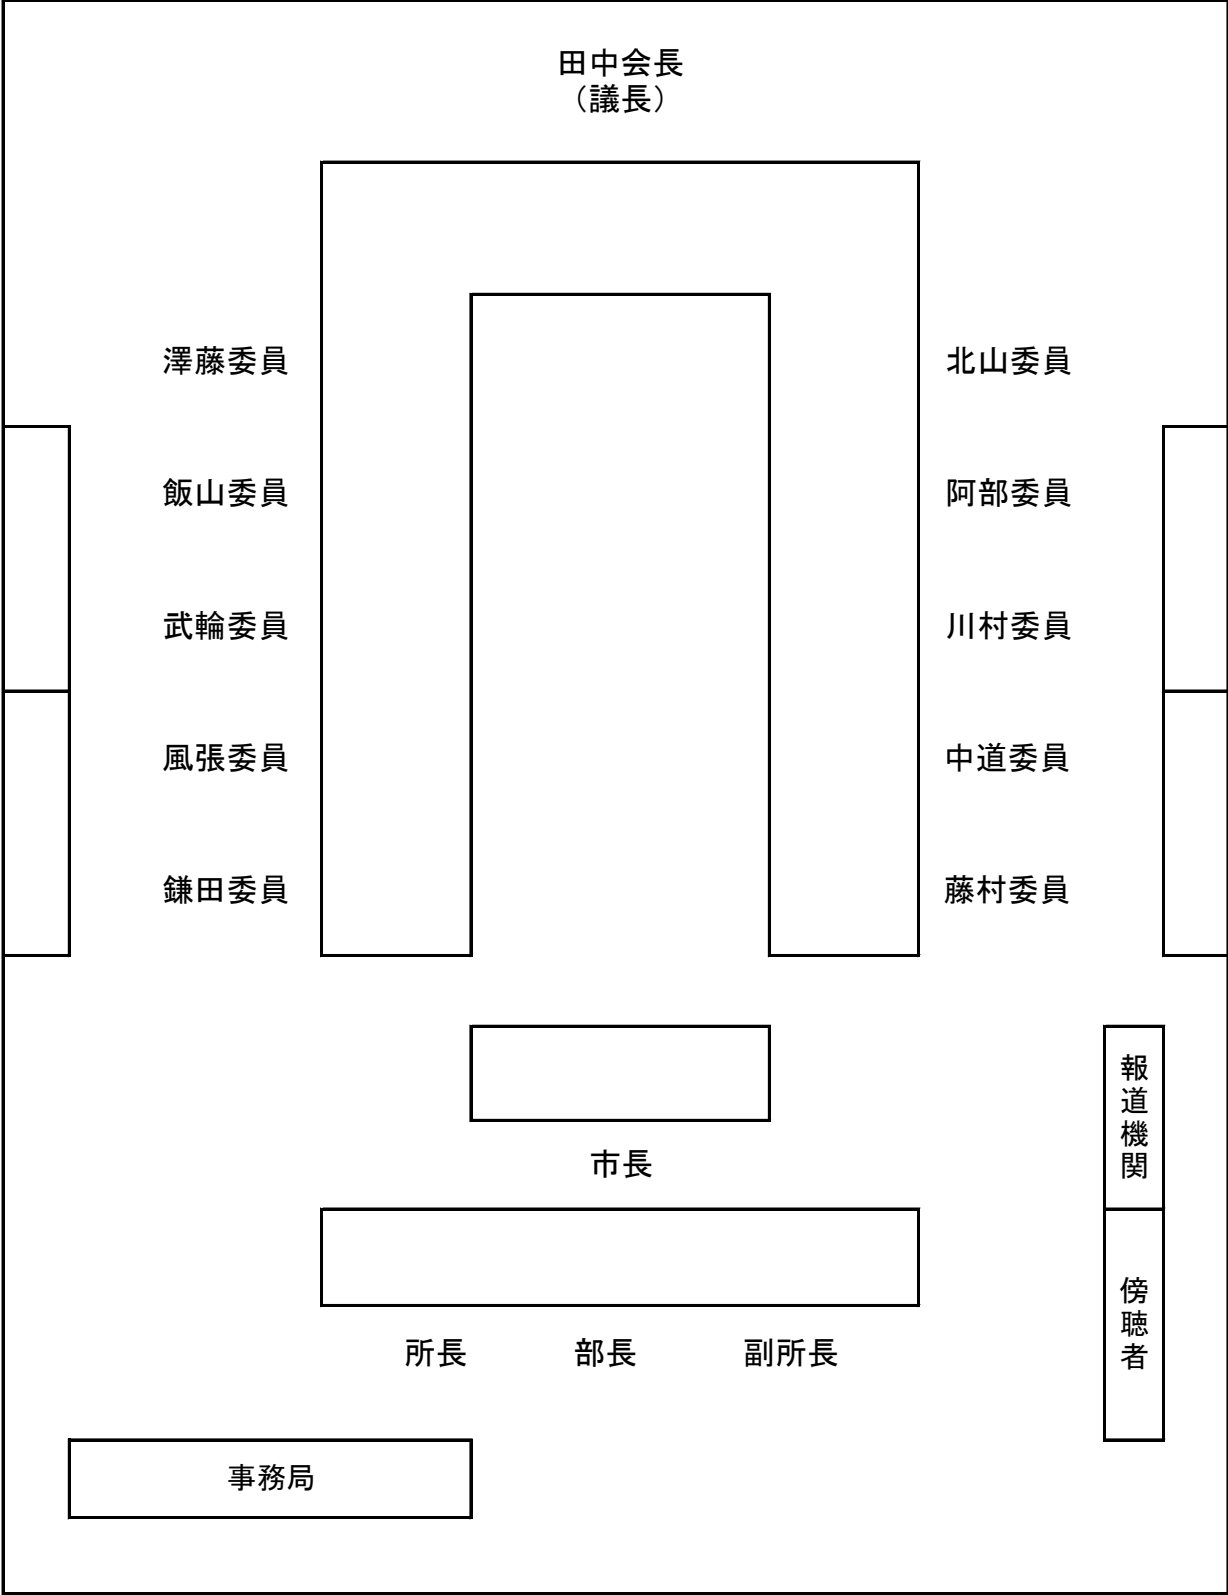 田中会長
（議長）
澤藤委員
北山委員
飯山委員
阿部委員
武輪委員
川村委員
風張委員
中道委員
鎌田委員
藤村委員
報道機関
市長
傍聴者
所長
部長
副所長
事務局